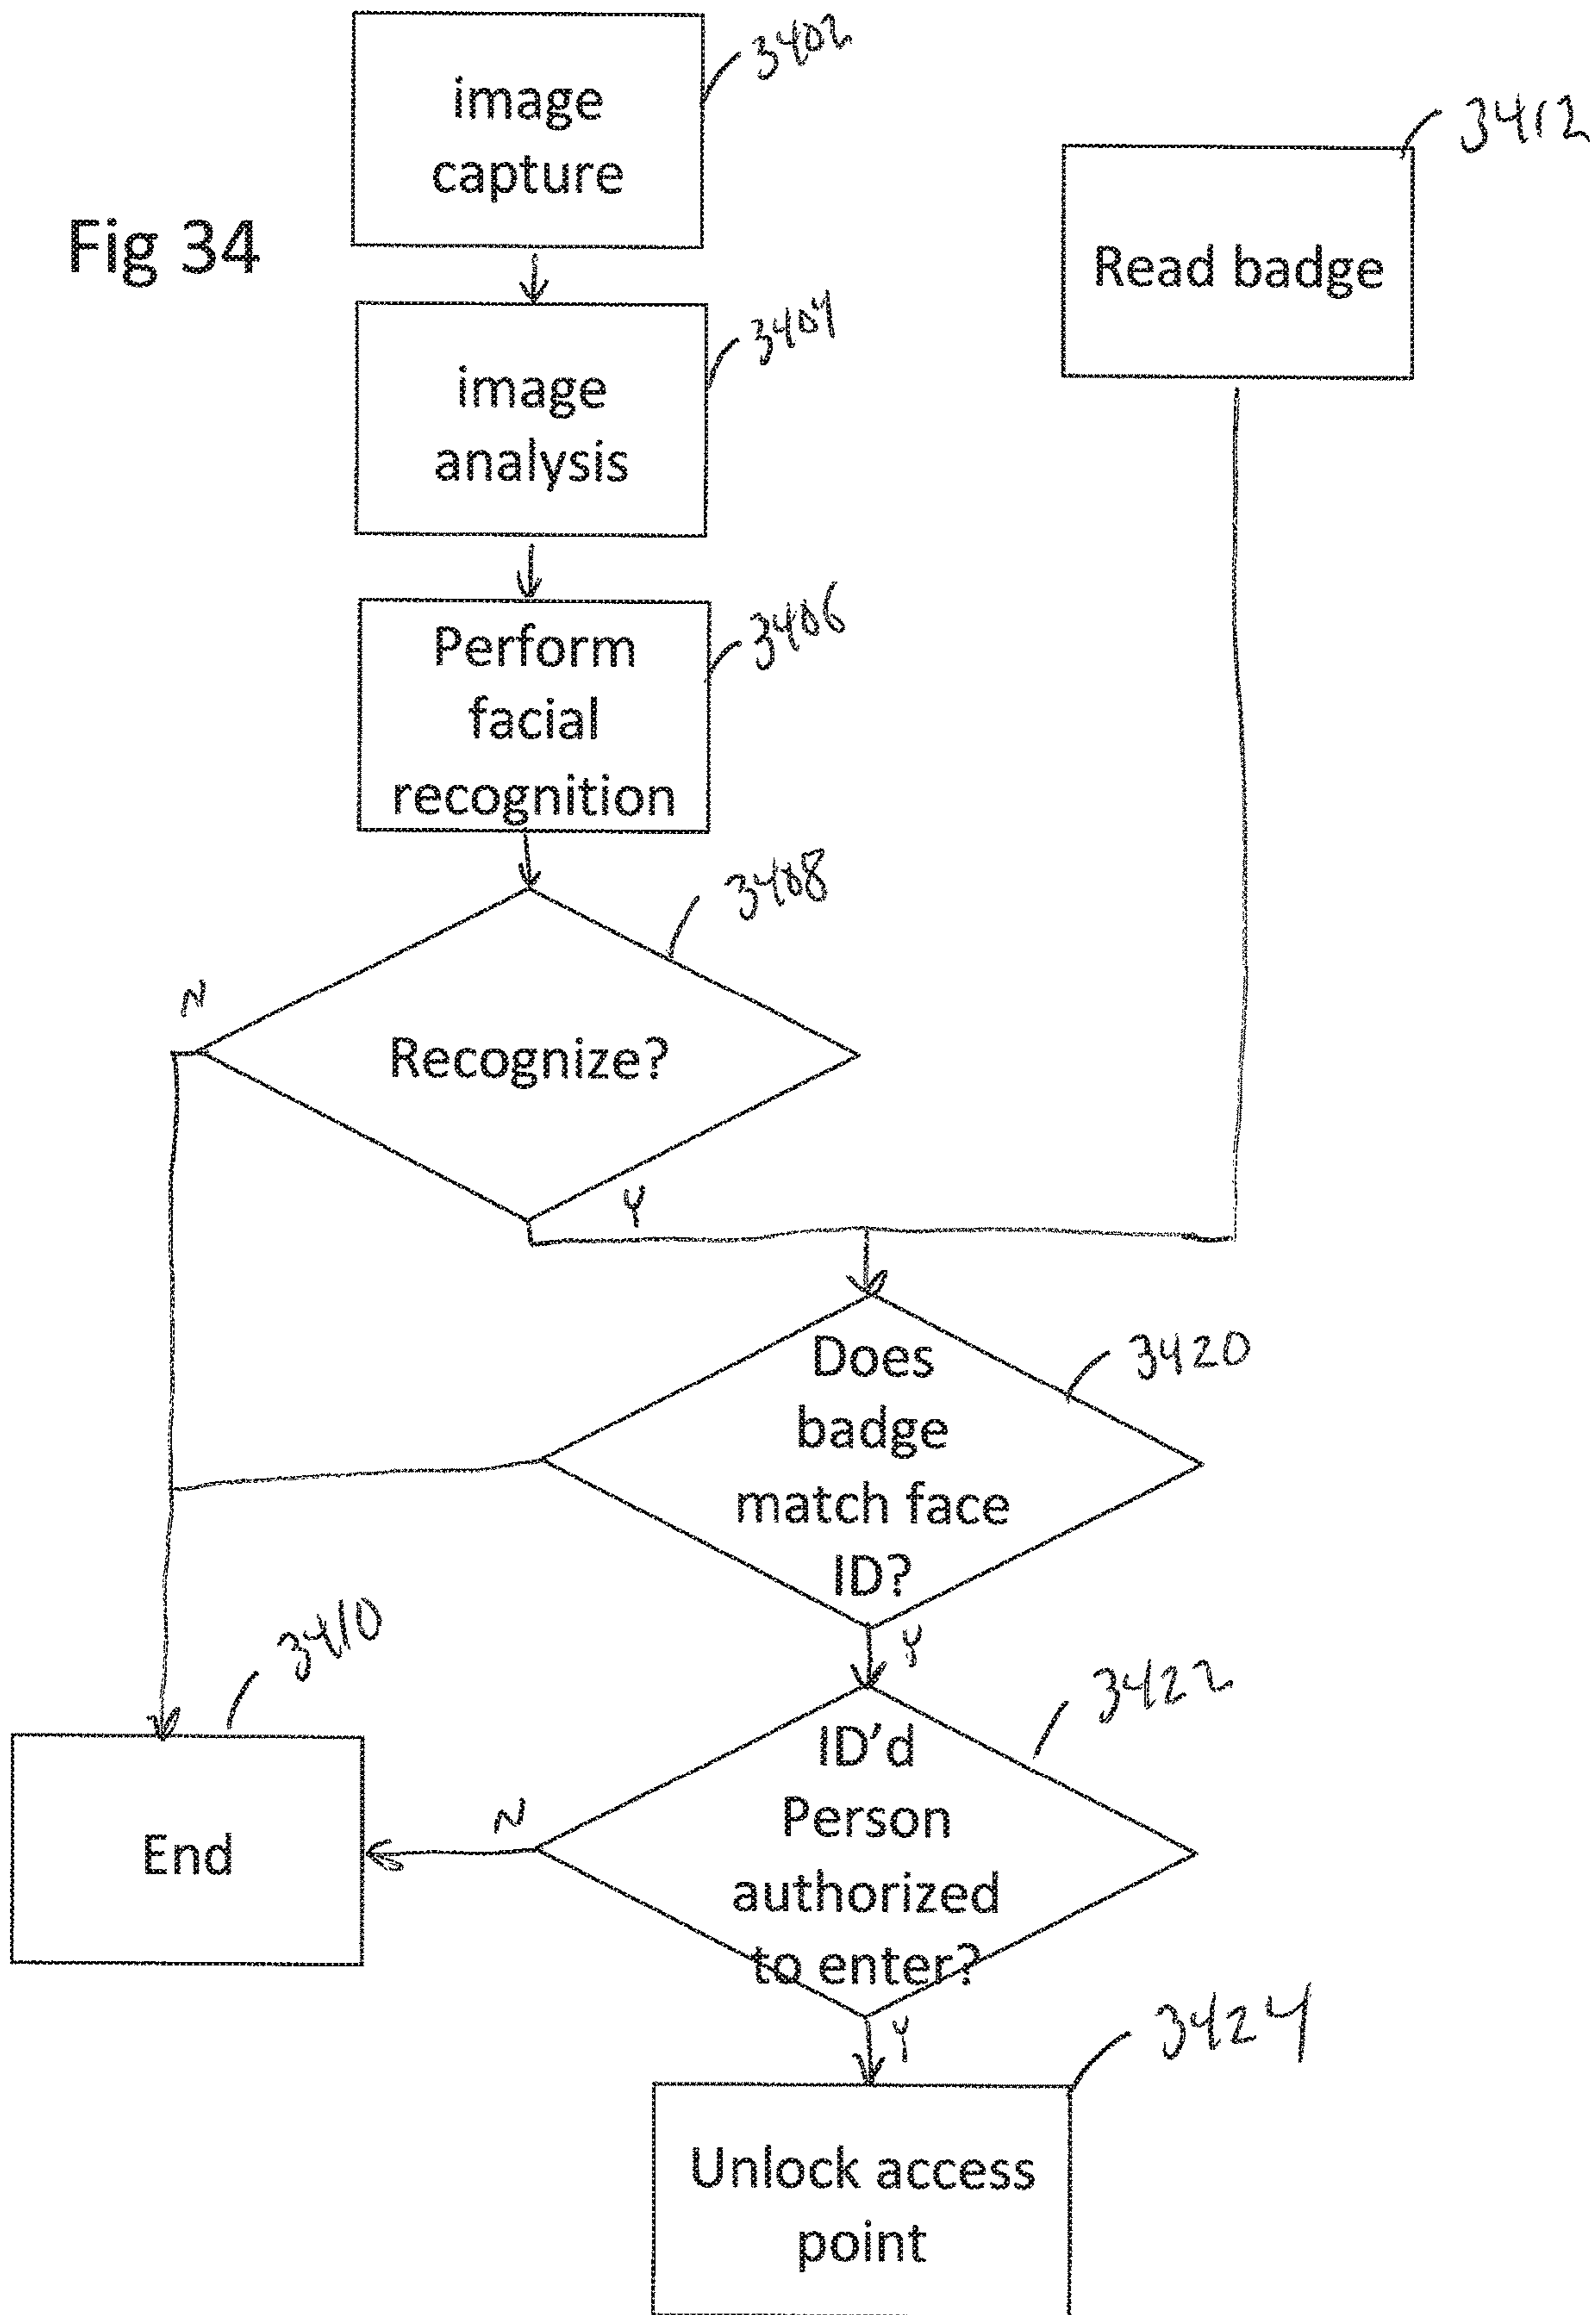 3402
image
capture
3412
Read badge
Fig 34
3404
image
analysis
3406
Perform
facial
recognition
3408
N
Recognize?
Y
3420
Does
badge
match face
ID?
Y
3410
3422
ID'd
Person
authorized
to enter?
N
End
Y
3424
Unlock access
point